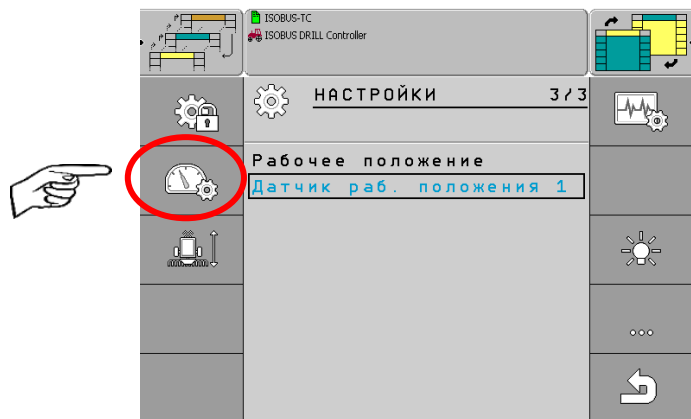 ISOBUS-TC
ISOBUS DRILL Controller
НАСТРОЙКИ 3/3
Рабочее положение
Датчик раб. положения 1